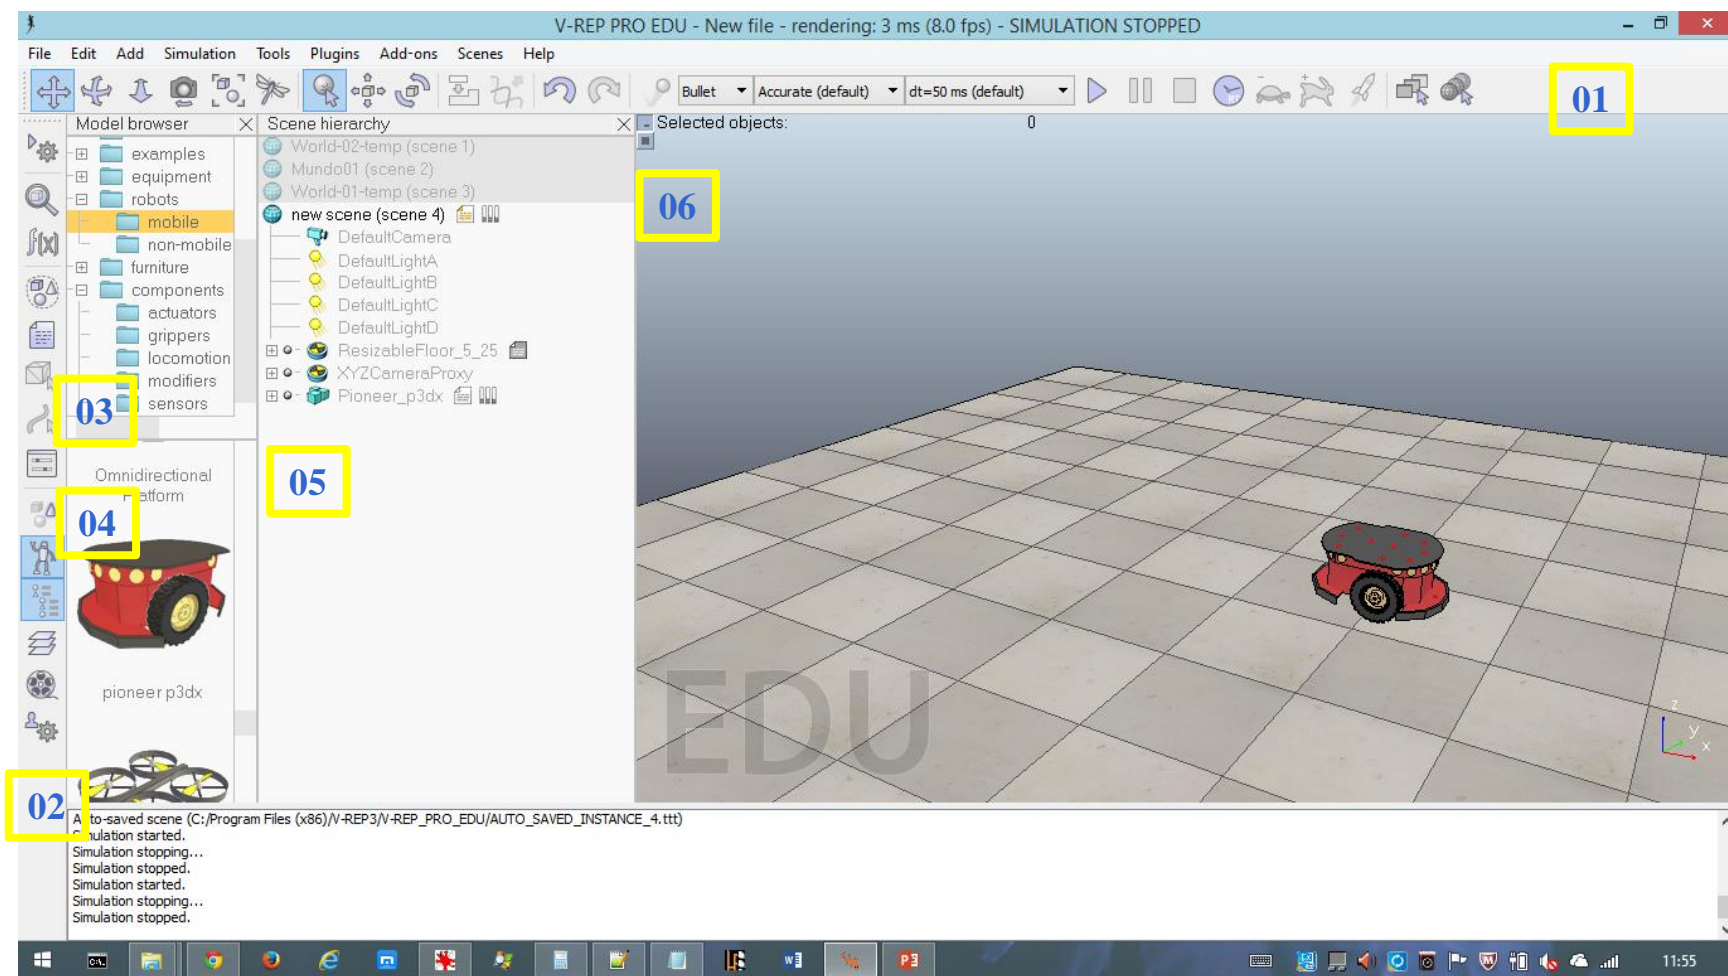 V-REP PRO EDU - New file - rendering: 3 ms (8.0 fps) - SIMULATION STOPPED
File Edit Add Simulation Tools Plugins Add-ons Scenes Help
Bullet Accurate (default) dt=50 ms (default)
01
Model browser
examples
equipment
robots
mobile
non-mobile
furniture
components
actuators
grippers
locomotion
modifiers
sensors
03
Omnidirectional
Platform
04
pioneer p3dx
02
Scene hierarchy
World-02-temp (scene 1)
Mundo01 (scene 2)
World-01-temp (scene 3)
new scene (scene 4)
DefaultCamera
DefaultLightA
DefaultLightB
DefaultLightC
DefaultLightD
ResizableFloor_5_25
XYZCameraProxy
Pioneer_p3dx
05
Selected objects: 0
06
EDU
z
y
x
Auto-saved scene (C:/Program Files (x86)/V-REP3/V-REP_PRO_EDU/AUTO_SAVED_INSTANCE_4.ttt)
Simulation started.
Simulation stopping...
Simulation stopped.
Simulation started.
Simulation stopping...
Simulation stopped.
11:55